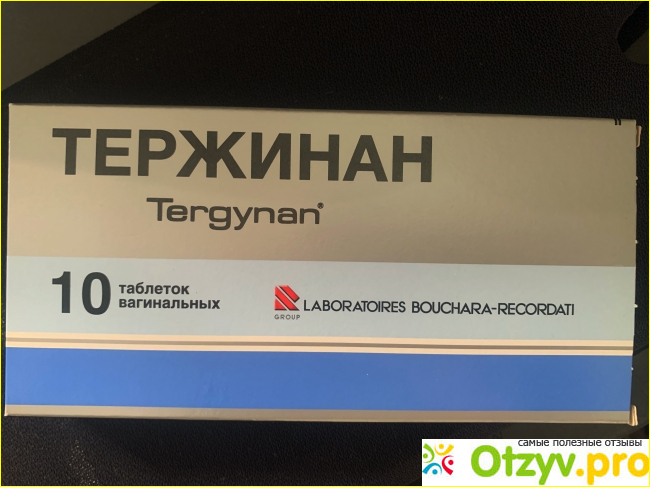 ТЕРЖИНАН
Tergynan®
10 таблеток
вагинальных
GROUP
LABORATOIRES BOUCHARA-RECORDATI
самые полезные отзывы
Otzyv.pro